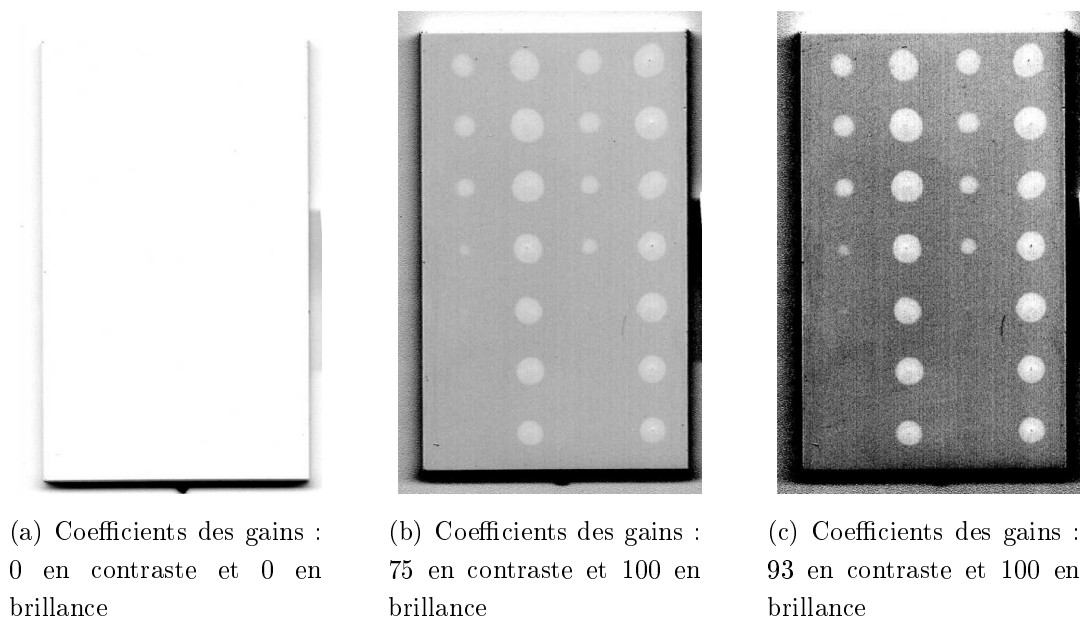 (a) Coefficients des gains :
0 en contraste et 0 en
brillance
(b) Coefficients des gains :
75 en contraste et 100 en
brillance
(c) Coefficients des gains :
93 en contraste et 100 en
brillance